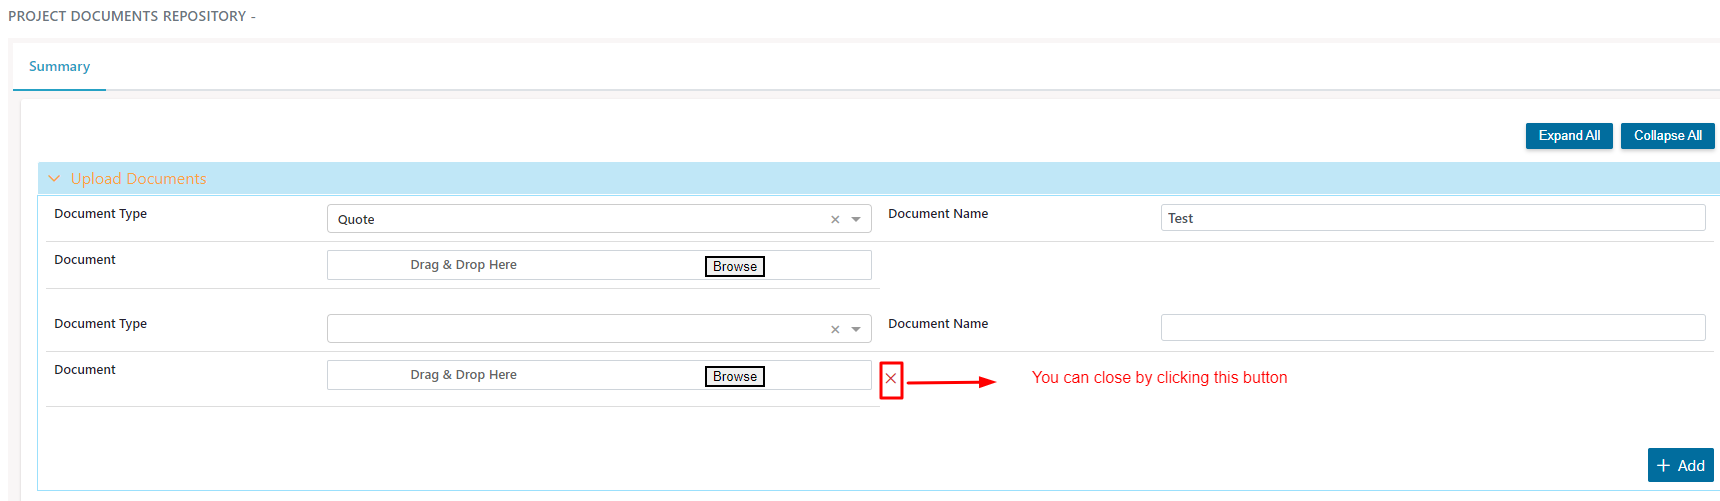 PROJECT DOCUMENTS REPOSITORY -
Summary
Expand All Collapse All
Upload Documents
Document Type Quote Document Name Test
Document Drag & Drop Here Browse
Document Type Document Name
Document Drag & Drop Here Browse You can close by clicking this button
+ Add